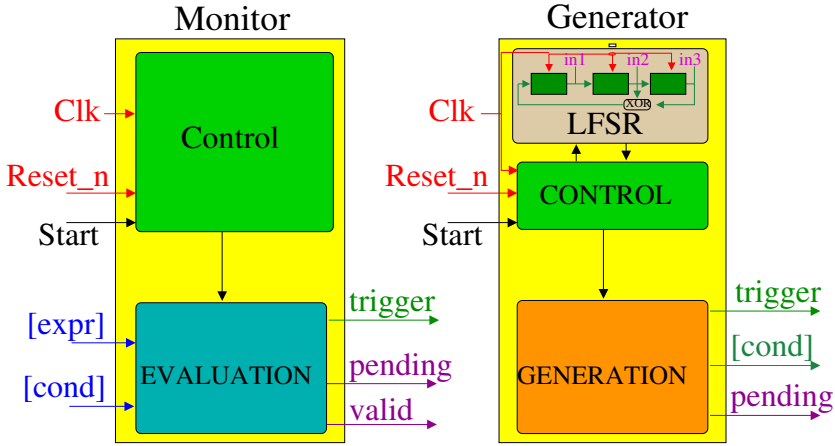 Monitor
Clk
Reset_n
Start
Control
[expr]
[cond]
EVALUATION
trigger
pending
valid
Generator
in1 in2 in3
XOR
LFSR
Clk
Reset_n
Start
CONTROL
GENERATION
trigger
[cond]
pending